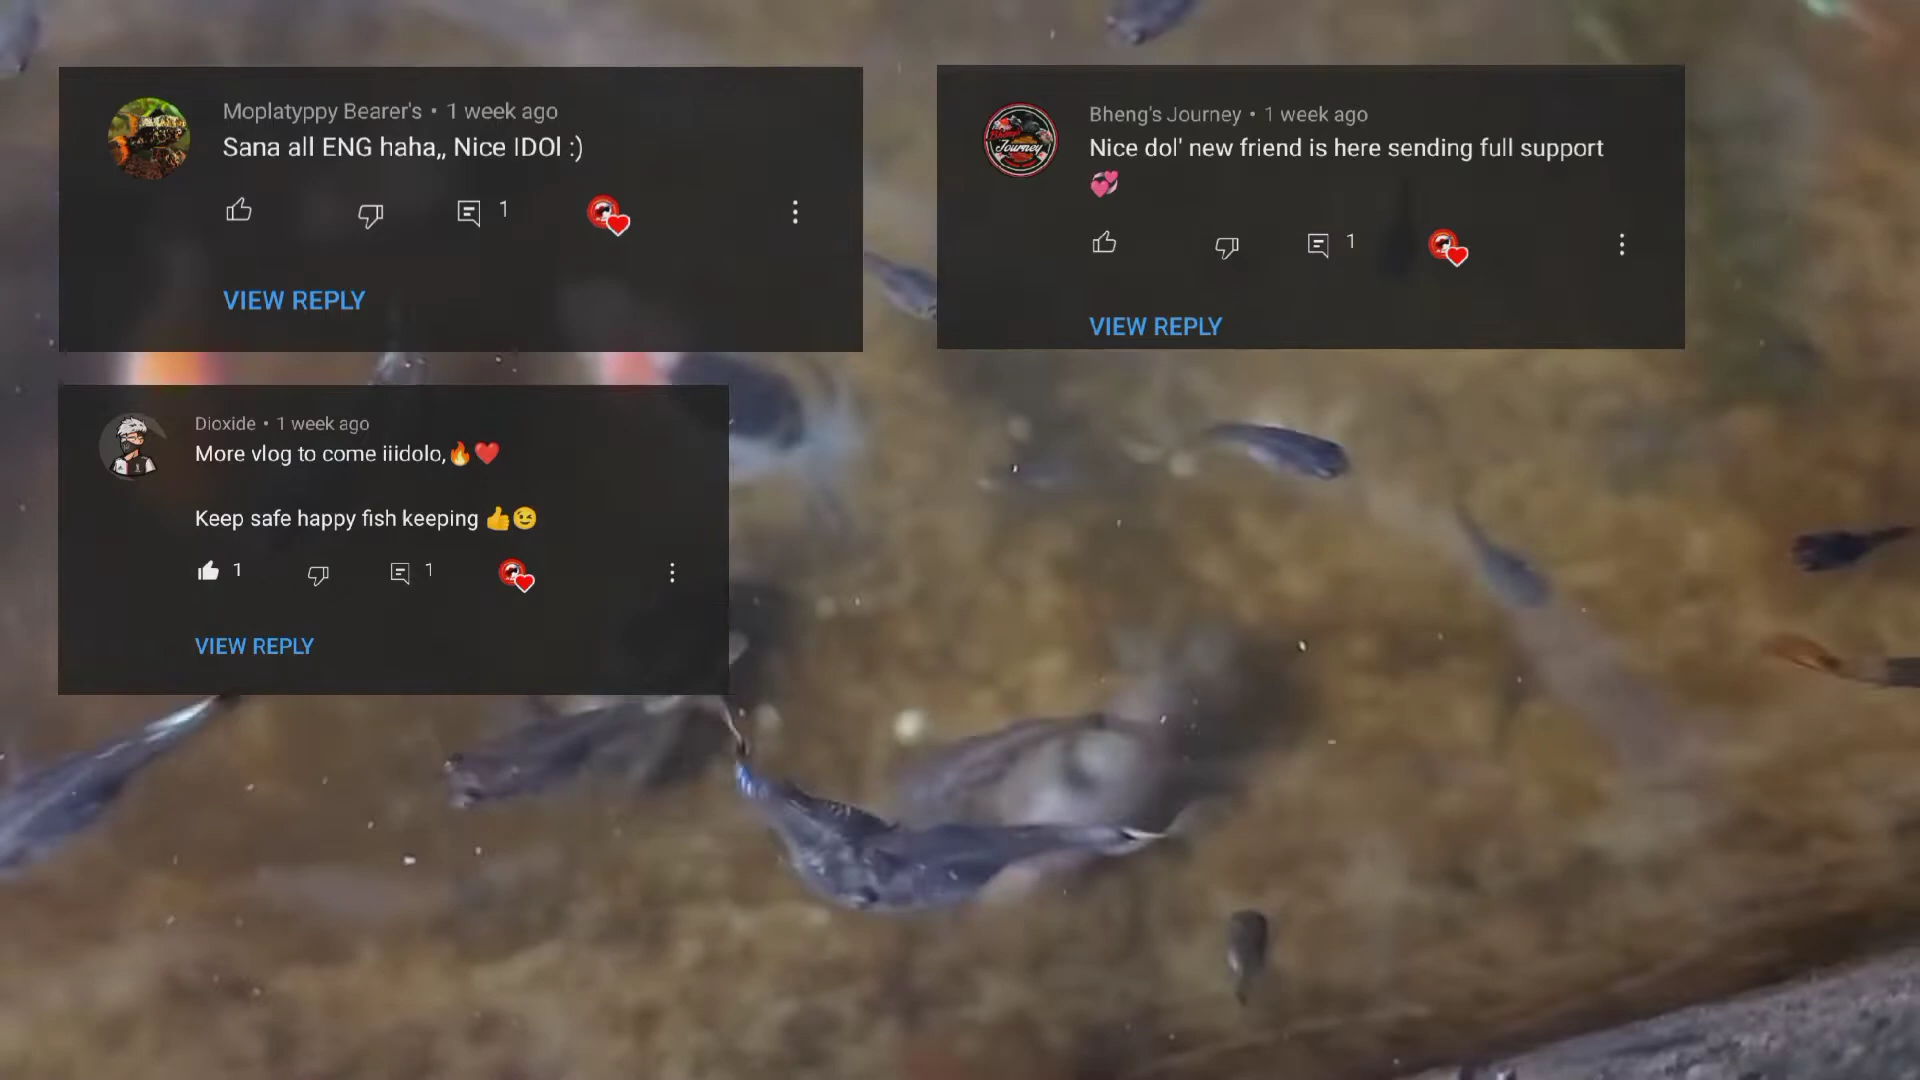 Moplatyppy Bearer's • 1 week ago
Sana all ENG haha,, Nice IDOl :)
1
VIEW REPLY
Bheng's Journey • 1 week ago
Nice dol' new friend is here sending full support
💞
1
VIEW REPLY
Dioxide • 1 week ago
More vlog to come iiidolo,🔥❤️
Keep safe happy fish keeping 👍😉
1 1
VIEW REPLY
Bheng's
Journey